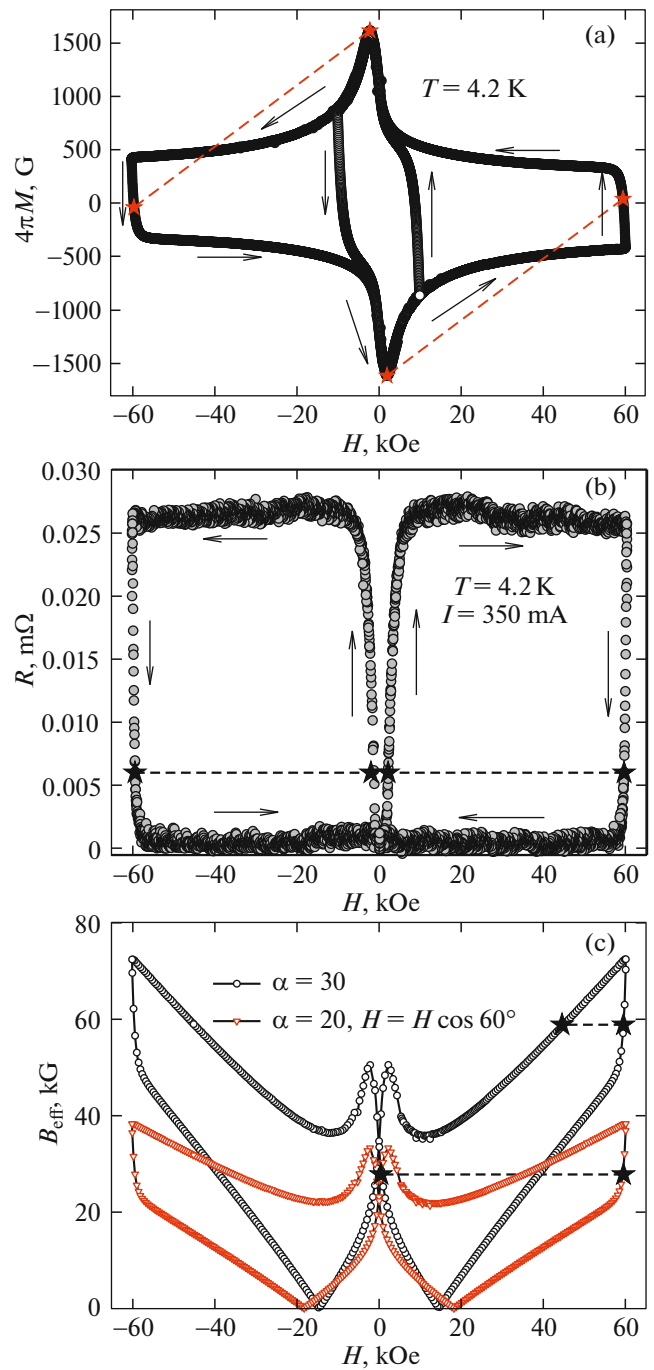 (a)
1500
1000
500
0
−500
−1000
−1500
4πM, G
T = 4.2 K
−60 −40 −20 0 20 40 60
H, kOe
(b)
0.030
0.025
0.020
0.015
0.010
0.005
0
R, mΩ
T = 4.2 K
I = 350 mA
−60 −40 −20 0 20 40 60
H, kOe
(c)
80
60
40
20
0
B_eff, kG
α = 30
α = 20, H = H cos 60°
−60 −40 −20 0 20 40 60
H, kOe